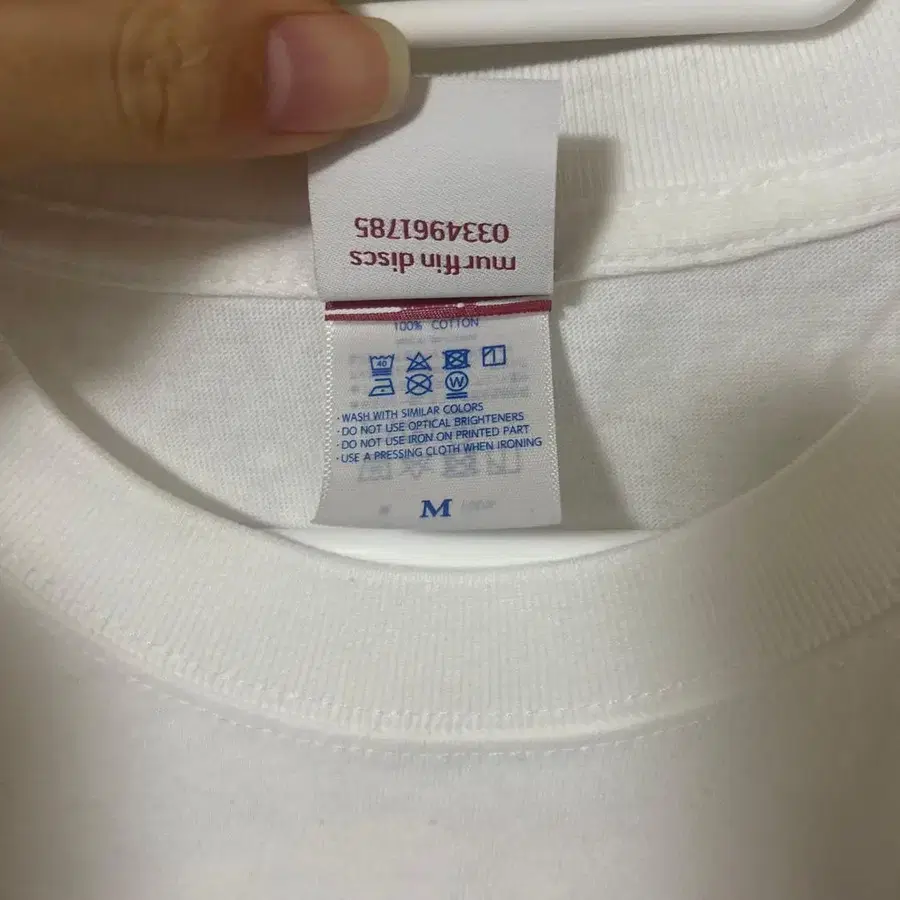 murffin discs
0334961785
100% COTTON
40
W
· WASH WITH SIMILAR COLORS
· DO NOT USE OPTICAL BRIGHTENERS
· DO NOT USE IRON ON PRINTED PART
· USE A PRESSING CLOTH WHEN IRONING
M